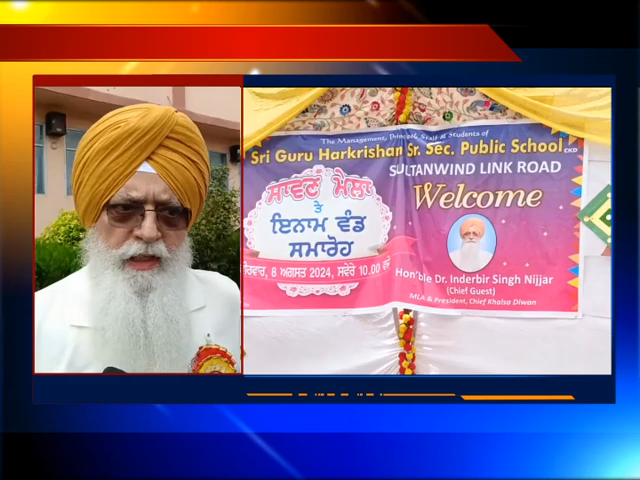 The Management, Principal, Staff & Students of
Sri Guru Harkrishan Sr. Sec. Public School CKD
SULTANWIND LINK ROAD
ਸਾਵਣ ਮੇਲਾ
ਤੇ
ਇਨਾਮ ਵੰਡ
ਸਮਾਰੋਹ
8 ਅਗਸਤ 2024, ਸਵੇਰੇ 10.00 ਵਜੇ
Welcome
Hon'ble Dr. Inderbir Singh Nijjar
(Chief Guest)
MLA & President, Chief Khalsa Diwan